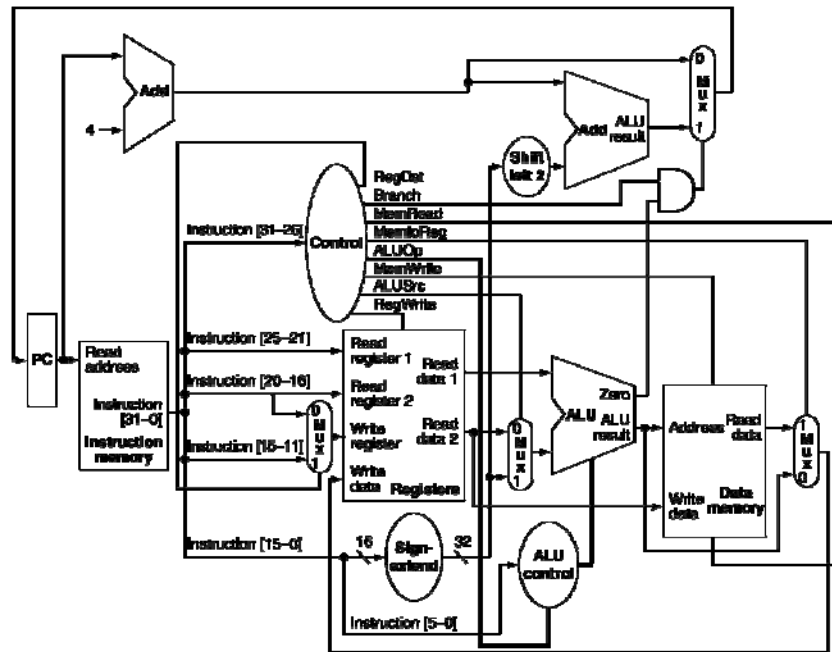 Add
4
0
M
u
x
1
Add
ALU
result
Shift
left 2
RegDst
Branch
MemRead
MemtoReg
ALUOp
MemWrite
ALUSrc
RegWrite
Control
Instruction [31–26]
PC
Read
address
Instruction
[31–0]
Instruction
memory
Instruction [25–21]
Instruction [20–16]
Instruction [15–11]
0
M
u
x
1
Read
register 1
Read
register 2
Write
register
Write
data
Read
data 1
Read
data 2
Registers
0
M
u
x
1
Zero
ALU
ALU
result
Address
Read
data
Write
data
Data
memory
1
M
u
x
0
Instruction [15–0]
16
Sign-
extend
32
ALU
control
Instruction [5–0]